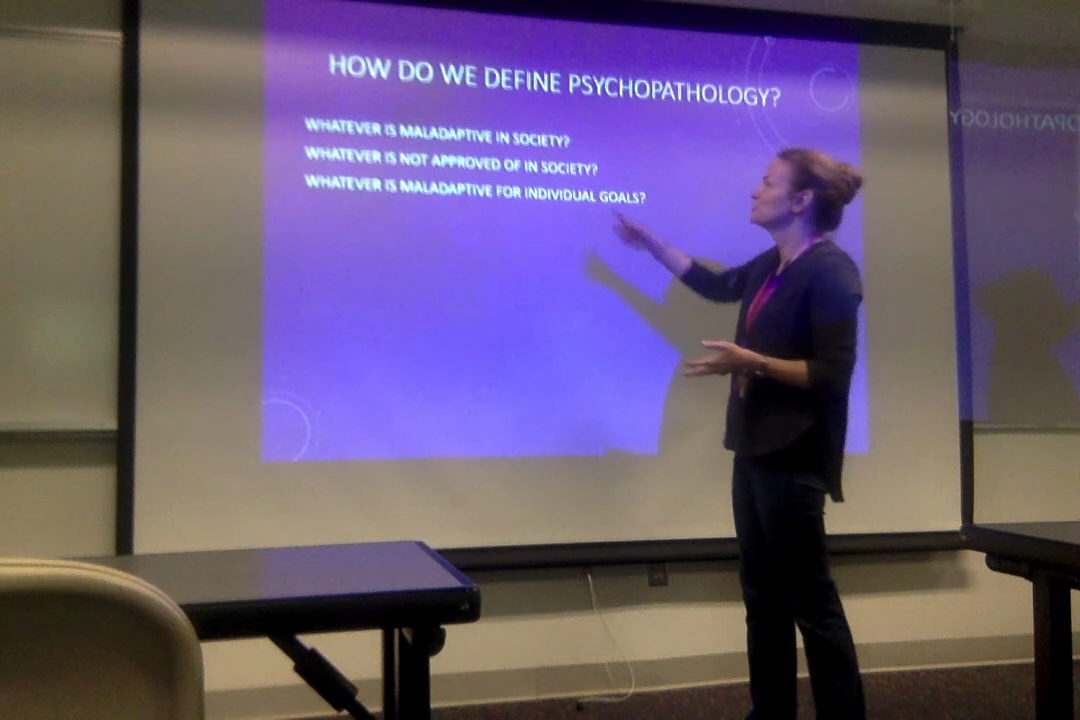 HOW DO WE DEFINE PSYCHOPATHOLOGY?
WHATEVER IS MALADAPTIVE IN SOCIETY?
WHATEVER IS NOT APPROVED OF IN SOCIETY?
WHATEVER IS MALADAPTIVE FOR INDIVIDUAL GOALS?
OPATHOLOGY